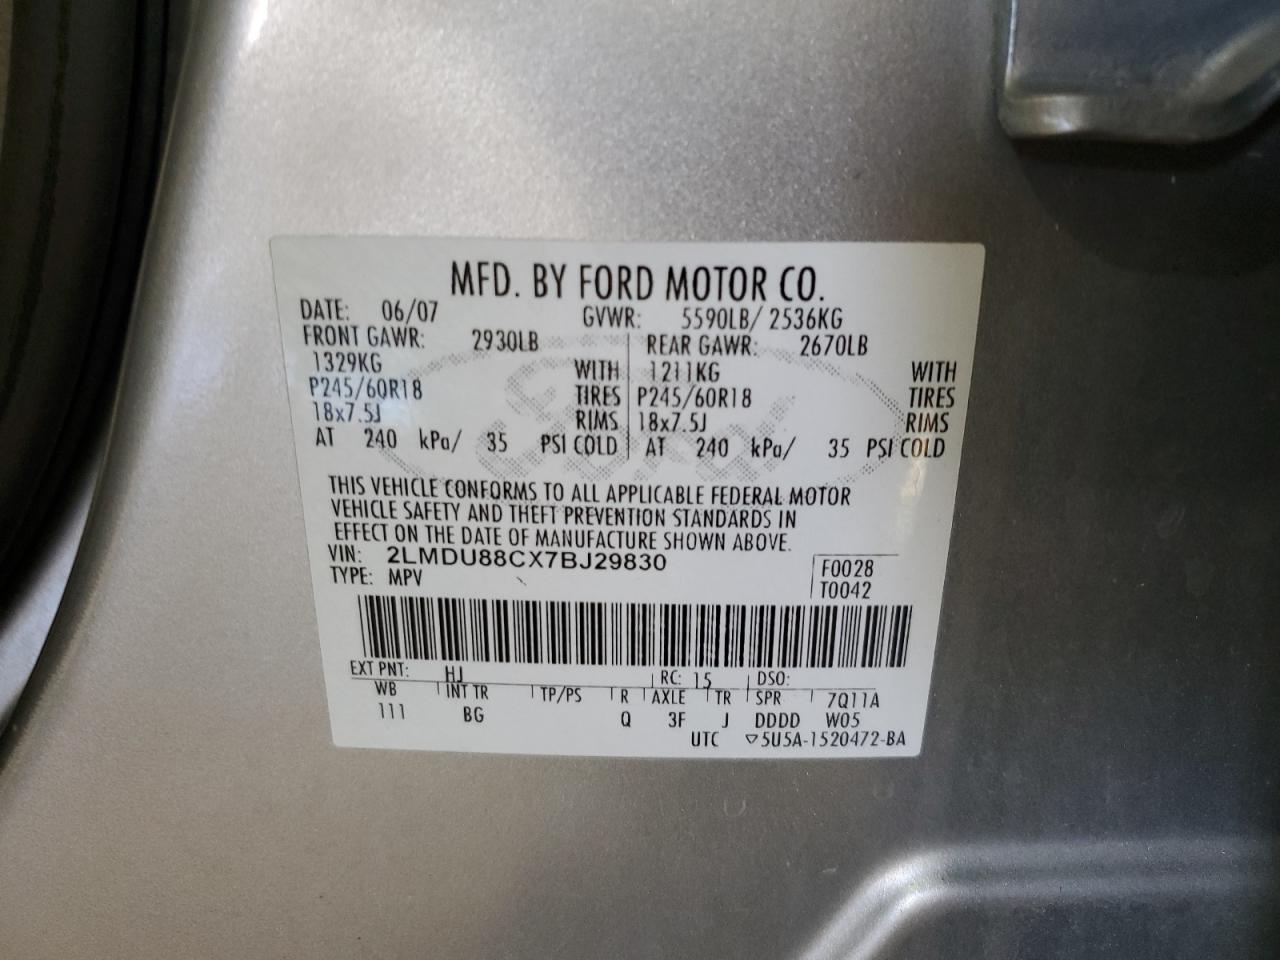 MFD. BY FORD MOTOR CO.
DATE: 06/07 GVWR: 5590LB/ 2536KG
FRONT GAWR: 2930LB REAR GAWR: 2670LB
1329KG WITH 1211KG WITH
P245/60R18 TIRES P245/60R18 TIRES
18x7.5J RIMS 18x7.5J RIMS
AT 240 kPa/ 35 PSI COLD AT 240 kPa/ 35 PSI COLD
Ford
THIS VEHICLE CONFORMS TO ALL APPLICABLE FEDERAL MOTOR
VEHICLE SAFETY AND THEFT PREVENTION STANDARDS IN
EFFECT ON THE DATE OF MANUFACTURE SHOWN ABOVE.
VIN: 2LMDU88CX7BJ29830 F0028
TYPE: MPV T0042
EXT PNT: HJ RC: 15 DSO:
WB INT TR TP/PS R AXLE TR SPR 7Q11A
111 BG Q 3F J DDDD W05
UTC ▽5U5A-1520472-BA